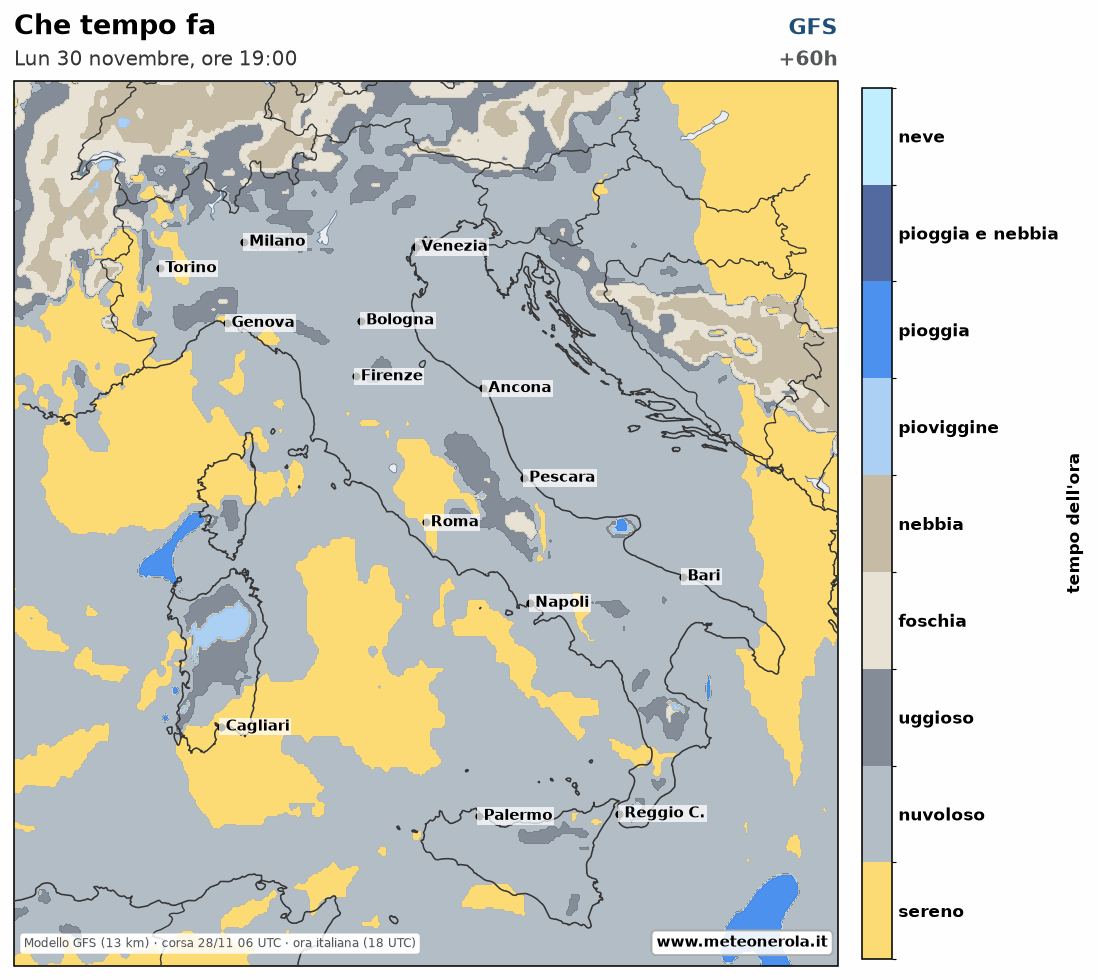 Che tempo fa
GFS
Lun 30 novembre, ore 19:00
+60h
neve
pioggia e nebbia
pioggia
pioviggine
nebbia
foschia
uggioso
nuvoloso
sereno
tempo dell'ora
Milano
Venezia
Torino
Genova
Bologna
Firenze
Ancona
Pescara
Roma
Bari
Napoli
Cagliari
Palermo
Reggio C.
Modello GFS (13 km) · corsa 28/11 06 UTC · ora italiana (18 UTC)
www.meteonerola.it